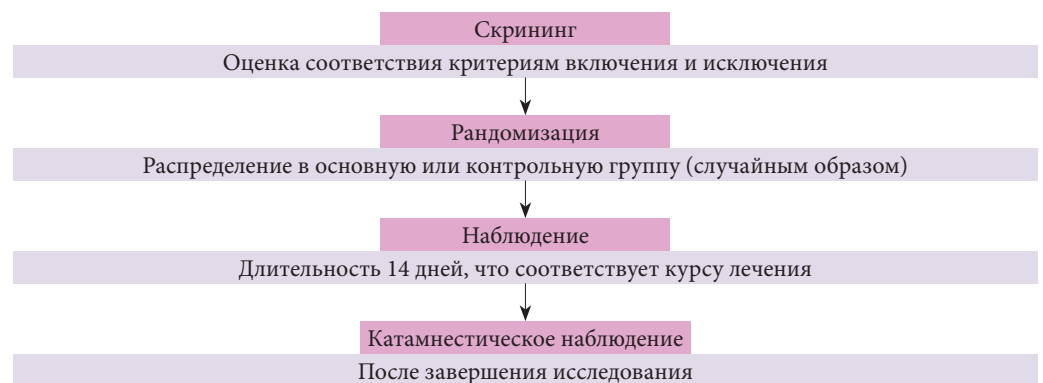 Скрининг
Оценка соответствия критериям включения и исключения
Рандомизация
Распределение в основную или контрольную группу (случайным образом)
Наблюдение
Длительность 14 дней, что соответствует курсу лечения
Катамнестическое наблюдение
После завершения исследования